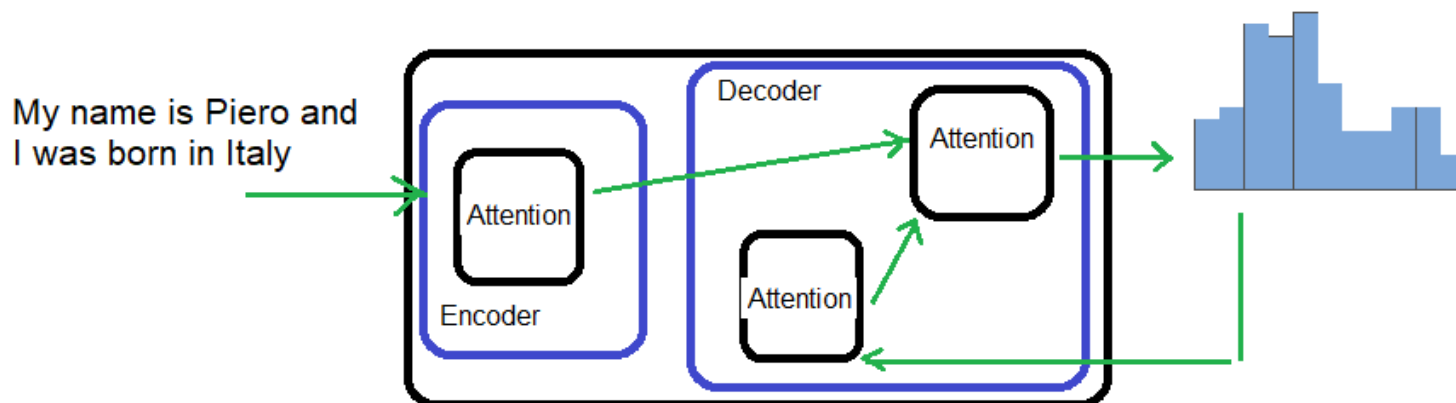 My name is Piero and
I was born in Italy
Attention
Encoder
Decoder
Attention
Attention